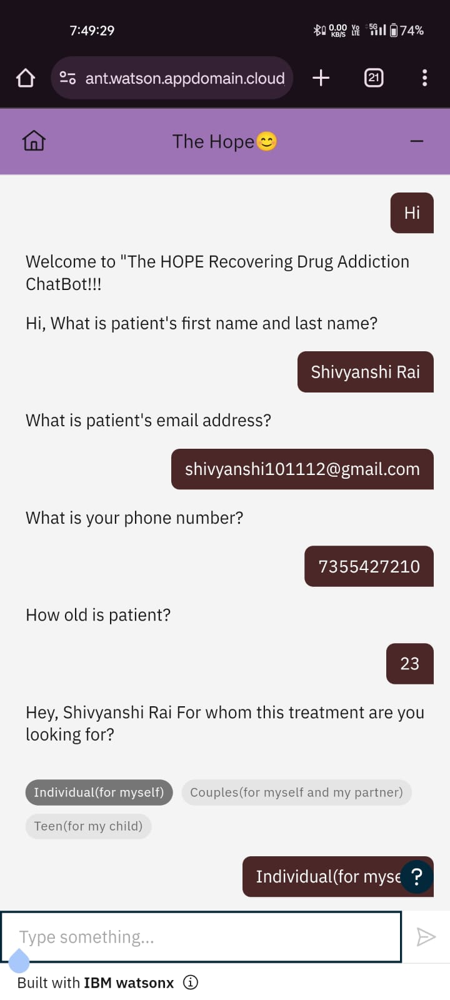 7:49:29 0.00 KB/S Vo LTE 5G 74%
ant.watson.appdomain.cloud 21
The Hope😊
Hi
Welcome to "The HOPE Recovering Drug Addiction
ChatBot!!!
Hi, What is patient's first name and last name?
Shivyanshi Rai
What is patient's email address?
shivyanshi101112@gmail.com
What is your phone number?
7355427210
How old is patient?
23
Hey, Shivyanshi Rai For whom this treatment are you
looking for?
Individual(for myself) Couples(for myself and my partner)
Teen(for my child)
Individual(for myse ?
Type something...
Built with IBM watsonx